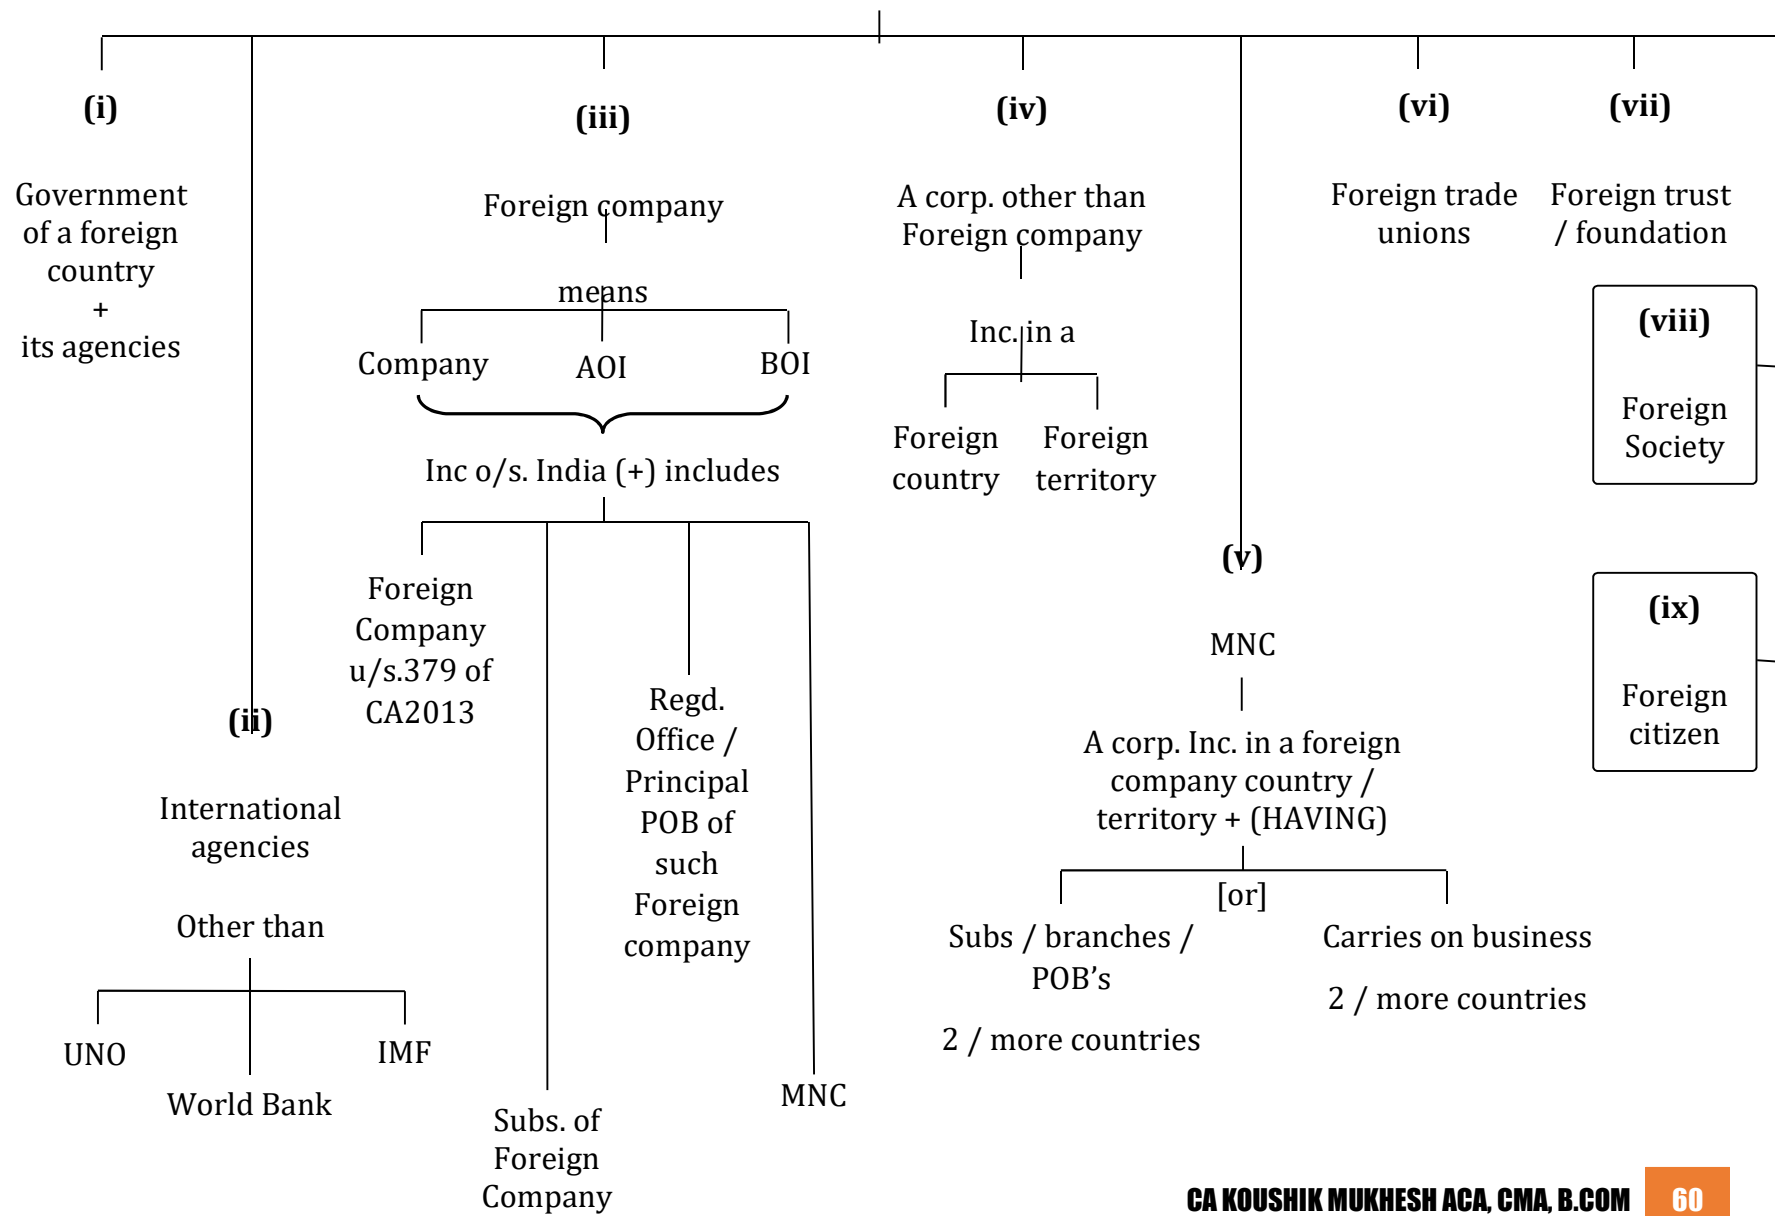 (i)
Government
of a foreign
country
+
its agencies
(ii)
International
agencies
Other than
UNO
IMF
World Bank
(iii)
Foreign company
means
Company
AOI
BOI
Inc o/s. India (+) includes
Foreign
Company
u/s.379 of
CA2013
Subs. of
Foreign
Company
Regd.
Office /
Principal
POB of
such
Foreign
company
MNC
(iv)
A corp. other than
Foreign company
Inc. in a
Foreign
country
Foreign
territory
(v)
MNC
A corp. Inc. in a foreign
company country /
territory + (HAVING)
[or]
Subs / branches /
POB’s
2 / more countries
Carries on business
2 / more countries
(vi)
Foreign trade
unions
(vii)
Foreign trust
/ foundation
(viii)
Foreign
Society
(ix)
Foreign
citizen
CA KOUSHIK MUKHESH ACA, CMA, B.COM 60